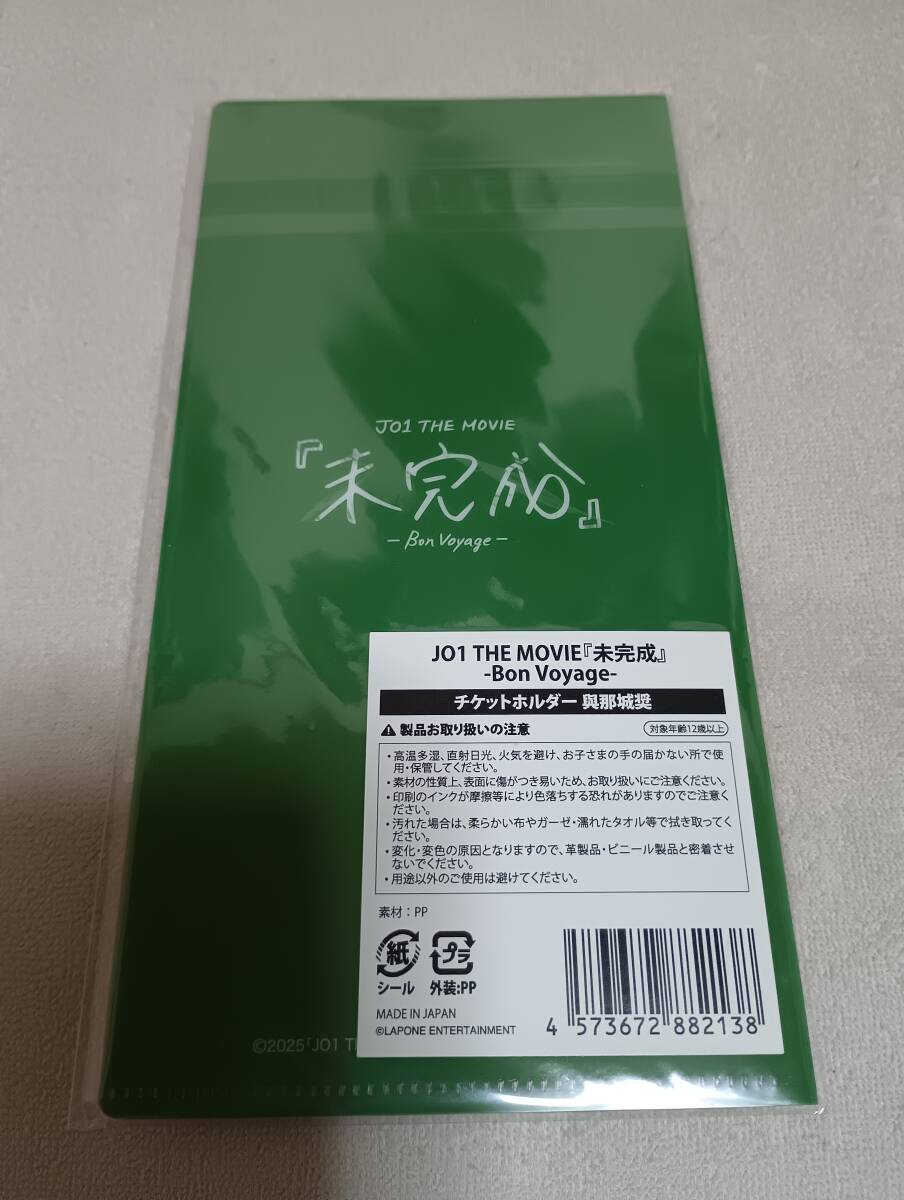 JO1 THE MOVIE
『未完成』
- Bon Voyage -
JO1 THE MOVIE『未完成』
-Bon Voyage-
チケットホルダー 與那城奨
製品お取り扱いの注意
対象年齢12歳以上
・高温多湿、直射日光、火気を避け、お子さまの手の届かない所で使
用・保管してください。
・素材の性質上、表面に傷がつき易いため、お取り扱いにご注意ください。
・印刷のインクが摩擦等により色落ちする恐れがありますのでご注意く
ださい。
・汚れた場合は、柔らかい布やガーゼ・濡れたタオル等で拭き取ってく
ださい。
・変化・変色の原因となりますので、革製品・ビニール製品と密着させ
ないでください。
・用途以外のご使用は避けてください。
素材：PP
紙
プラ
シール 外装:PP
MADE IN JAPAN
©LAPONE ENTERTAINMENT
4 573672 882138
©2025「JO1